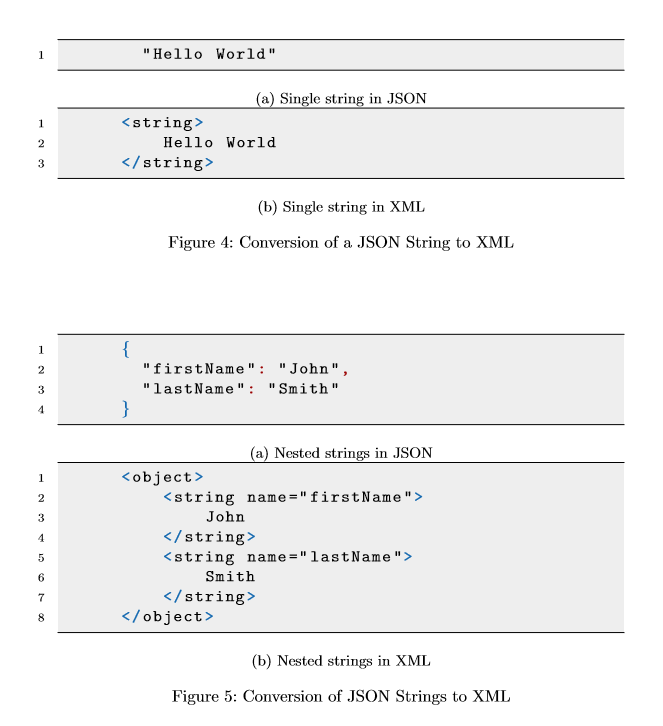 1 "Hello World"
(a) Single string in JSON
1 <string>
2 Hello World
3 </string>
(b) Single string in XML
Figure 4: Conversion of a JSON String to XML
1 {
2 "firstName": "John",
3 "lastName": "Smith"
4 }
(a) Nested strings in JSON
1 <object>
2 <string name="firstName">
3 John
4 </string>
5 <string name="lastName">
6 Smith
7 </string>
8 </object>
(b) Nested strings in XML
Figure 5: Conversion of JSON Strings to XML